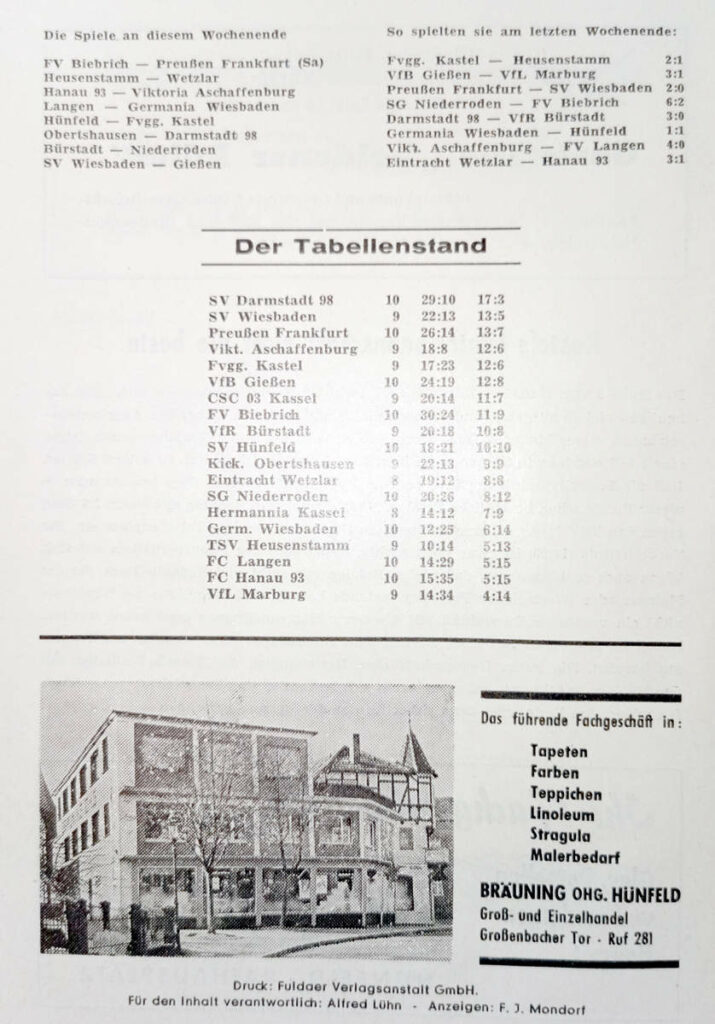 Die Spiele an diesem Wochenende
FV Biebrich — Preußen Frankfurt (Sa)
Heusenstamm — Wetzlar
Hanau 93 — Viktoria Aschaffenburg
Langen — Germania Wiesbaden
Hünfeld — Fvgg. Kastel
Obertshausen — Darmstadt 98
Bürstadt — Niederroden
SV Wiesbaden — Gießen
So spielten sie am letzten Wochenende:
Fvgg. Kastel — Heusenstamm 2:1
VfB Gießen — VfL Marburg 3:1
Preußen Frankfurt — SV Wiesbaden 2:0
SG Niederroden — FV Biebrich 6:2
Darmstadt 98 — VfR Bürstadt 3:0
Germania Wiesbaden — Hünfeld 1:1
Vikt. Aschaffenburg — FV Langen 4:0
Eintracht Wetzlar — Hanau 93 3:1
Der Tabellenstand
SV Darmstadt 98 10 29:10 17:3
SV Wiesbaden 9 22:13 13:5
Preußen Frankfurt 10 26:14 13:7
Vikt. Aschaffenburg 9 18:8 12:6
Fvgg. Kastel 9 17:23 12:6
VfB Gießen 10 24:19 12:8
CSC 03 Kassel 9 20:14 11:7
FV Biebrich 10 30:24 11:9
VfR Bürstadt 9 20:18 10:8
SV Hünfeld 10 18:21 10:10
Kick. Obertshausen 9 22:13 9:9
Eintracht Wetzlar 8 19:12 8:8
SG Niederroden 10 20:26 8:12
Hermannia Kassel 8 14:12 7:9
Germ. Wiesbaden 10 12:25 6:14
TSV Heusenstamm 9 10:14 5:13
FC Langen 10 14:29 5:15
FC Hanau 93 10 15:35 5:15
VfL Marburg 9 14:34 4:14
Das führende Fachgeschäft in:
Tapeten
Farben
Teppichen
Linoleum
Stragula
Malerbedarf
BRÄUNING OHG. HÜNFELD
Groß- und Einzelhandel
Großenbacher Tor - Ruf 281
Druck: Fuldaer Verlagsanstalt GmbH.
Für den Inhalt verantwortlich: Alfred Lühn - Anzeigen: F. J. Mondorf